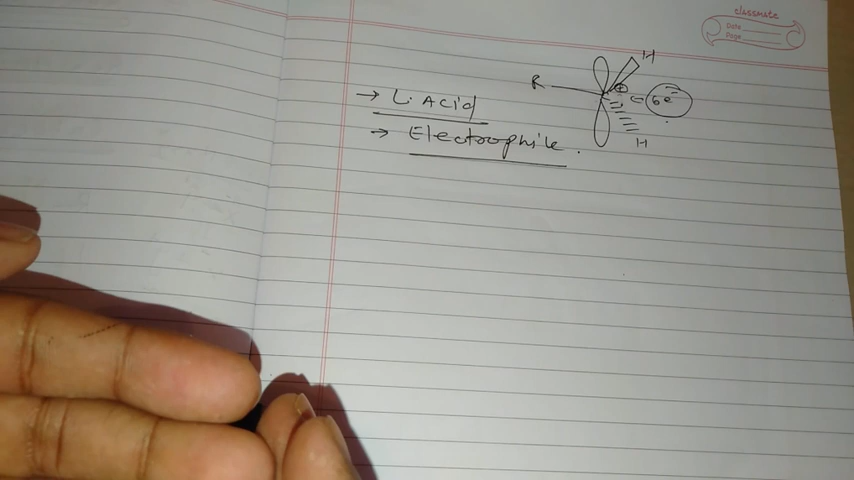 classmate
Date
Page
H
R
⊕
6e⁻
→ L. Acid
→ Electrophile.
H